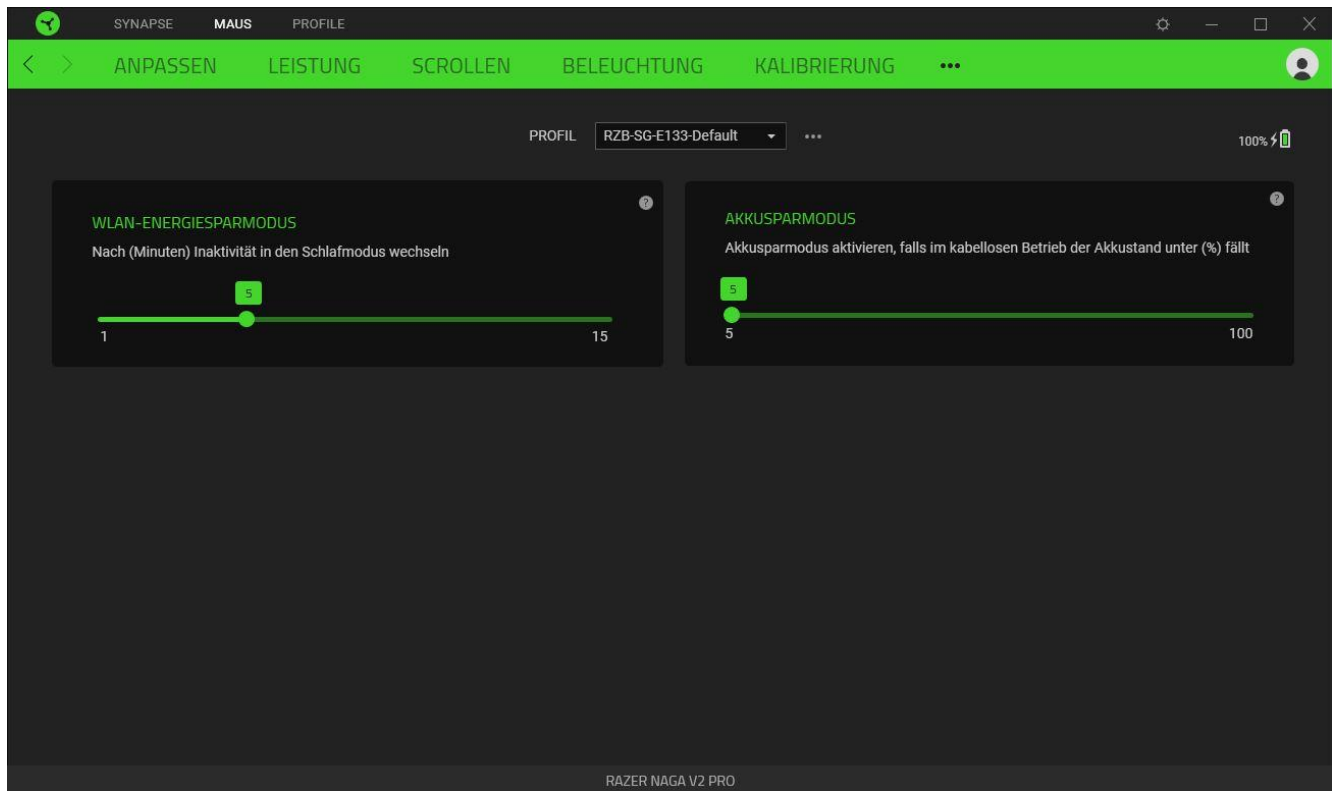 SYNAPSE MAUS PROFILE
ANPASSEN LEISTUNG SCROLLEN BELEUCHTUNG KALIBRIERUNG •••
PROFIL RZB-SG-E133-Default ••• 100%
WLAN-ENERGIESPARMODUS ?
Nach (Minuten) Inaktivität in den Schlafmodus wechseln
5
1 15
AKKUSPARMODUS ?
Akkusparmodus aktivieren, falls im kabellosen Betrieb der Akkustand unter (%) fällt
5
5 100
RAZER NAGA V2 PRO